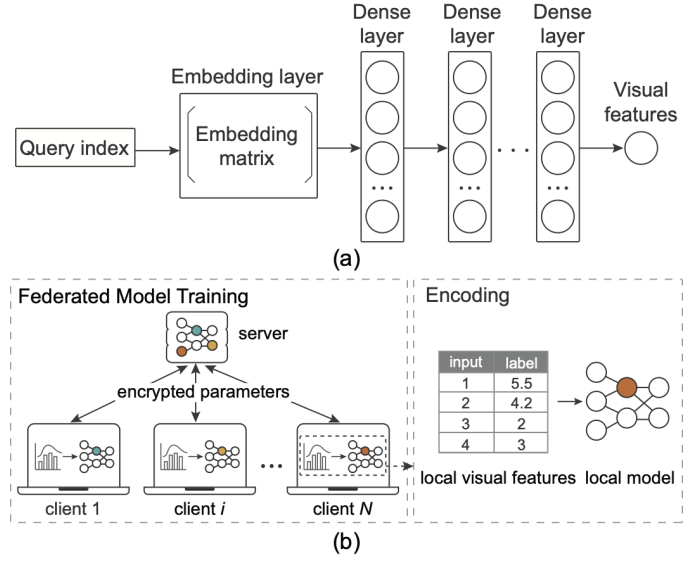 Dense layer
Dense layer
Dense layer
Embedding layer
Query index
Embedding matrix
...
...
...
. . .
Visual features
(a)
Federated Model Training
server
encrypted parameters
...
client 1
client i
client N
Encoding
input label
1 5.5
2 4.2
3 2
4 3
local visual features
local model
(b)